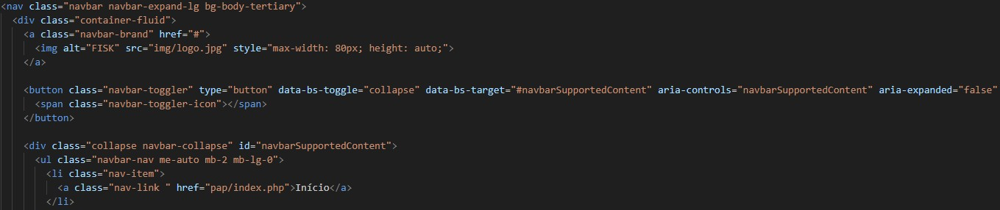 <nav class="navbar navbar-expand-lg bg-body-tertiary">
<div class="container-fluid">
<a class="navbar-brand" href="#">
<img alt="FISK" src="img/logo.jpg" style="max-width: 80px; height: auto;">
</a>
<button class="navbar-toggler" type="button" data-bs-toggle="collapse" data-bs-target="#navbarSupportedContent" aria-controls="navbarSupportedContent" aria-expanded="false"
<span class="navbar-toggler-icon"></span>
</button>
<div class="collapse navbar-collapse" id="navbarSupportedContent">
<ul class="navbar-nav me-auto mb-2 mb-lg-0">
<li class="nav-item">
<a class="nav-link " href="pap/index.php">Início</a>
</li>